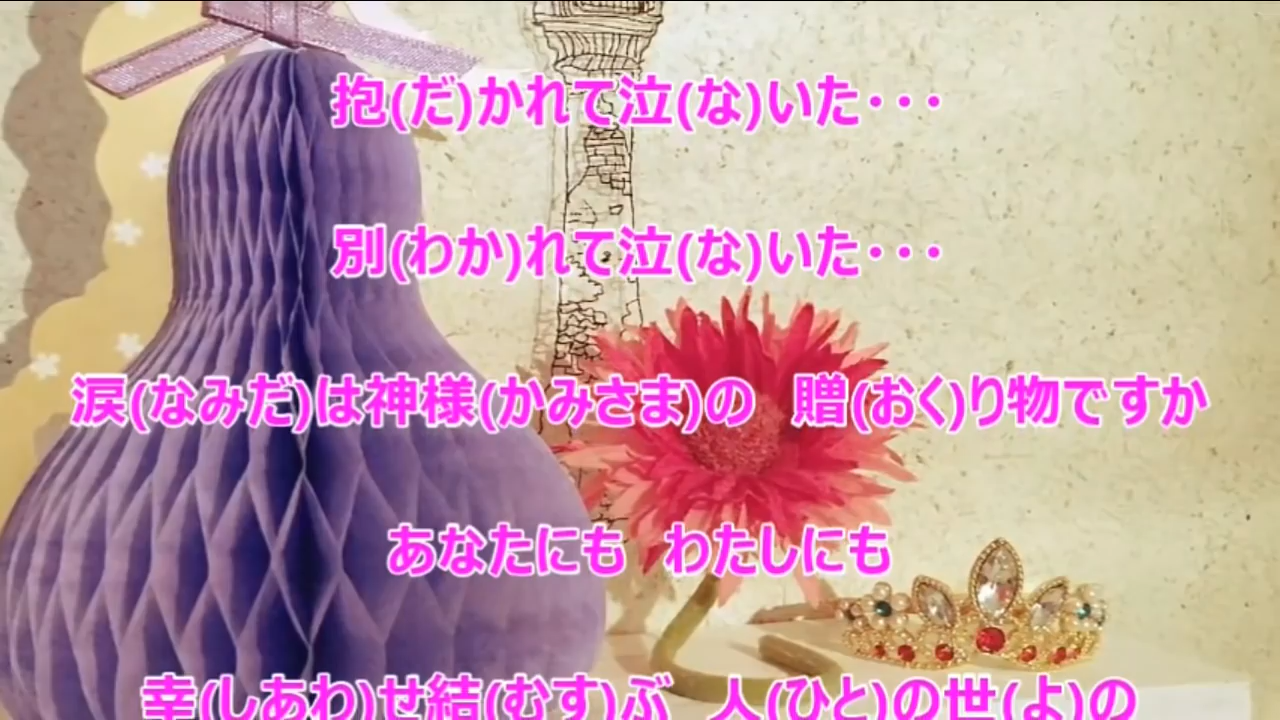 抱(だ)かれて泣(な)いた･･･
別(わか)れて泣(な)いた･･･
涙(なみだ)は神様(かみさま)の　贈(おく)り物ですか
あなたにも　わたしにも
幸(しあわ)せ結(むす)ぶ　人(ひと)の世(よ)の